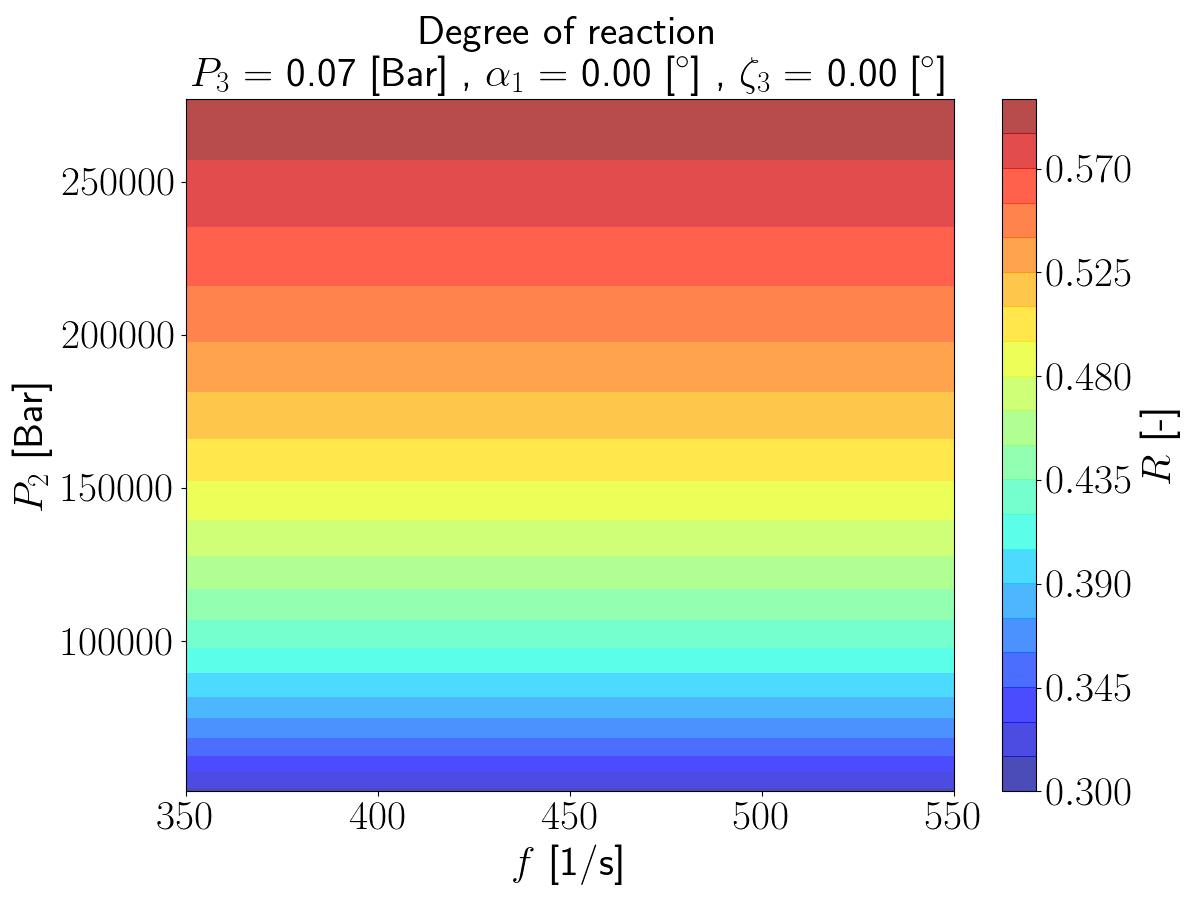 Degree of reaction
P₃ = 0.07 [Bar] , α₁ = 0.00 [°] , ζ₃ = 0.00 [°]
250000
200000
150000
100000
P₂ [Bar]
350 400 450 500 550
f [1/s]
0.570
0.525
0.480
0.435
0.390
0.345
0.300
R [-]